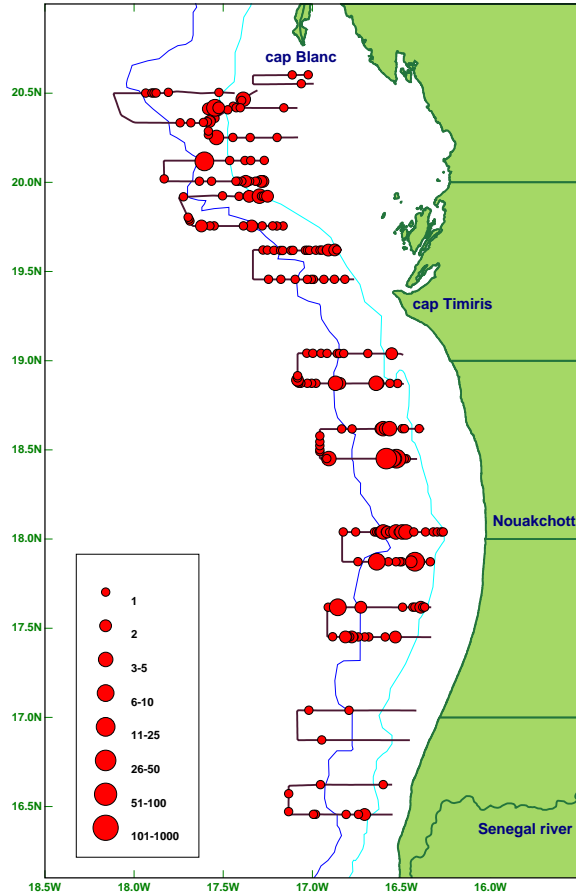 cap Blanc
20.5N
20.0N
19.5N
cap Timiris
19.0N
18.5N
Nouakchott
18.0N
1
2
3-5
6-10
11-25
26-50
51-100
101-1000
17.5N
17.0N
16.5N
Senegal river
18.5W 18.0W 17.5W 17.0W 16.5W 16.0W